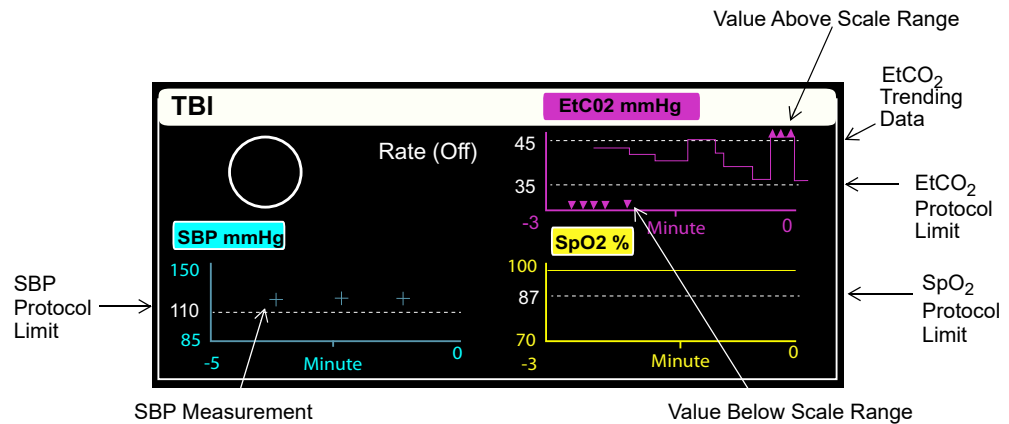 Value Above Scale Range
TBI
EtC02 mmHg
EtCO2
Trending
Data
Rate (Off)
45
35
-3
Minute
0
EtCO2
Protocol
Limit
SBP mmHg
150
110
85
-5
Minute
0
SpO2 %
100
87
70
-3
Minute
0
SBP
Protocol
Limit
SpO2
Protocol
Limit
SBP Measurement
Value Below Scale Range